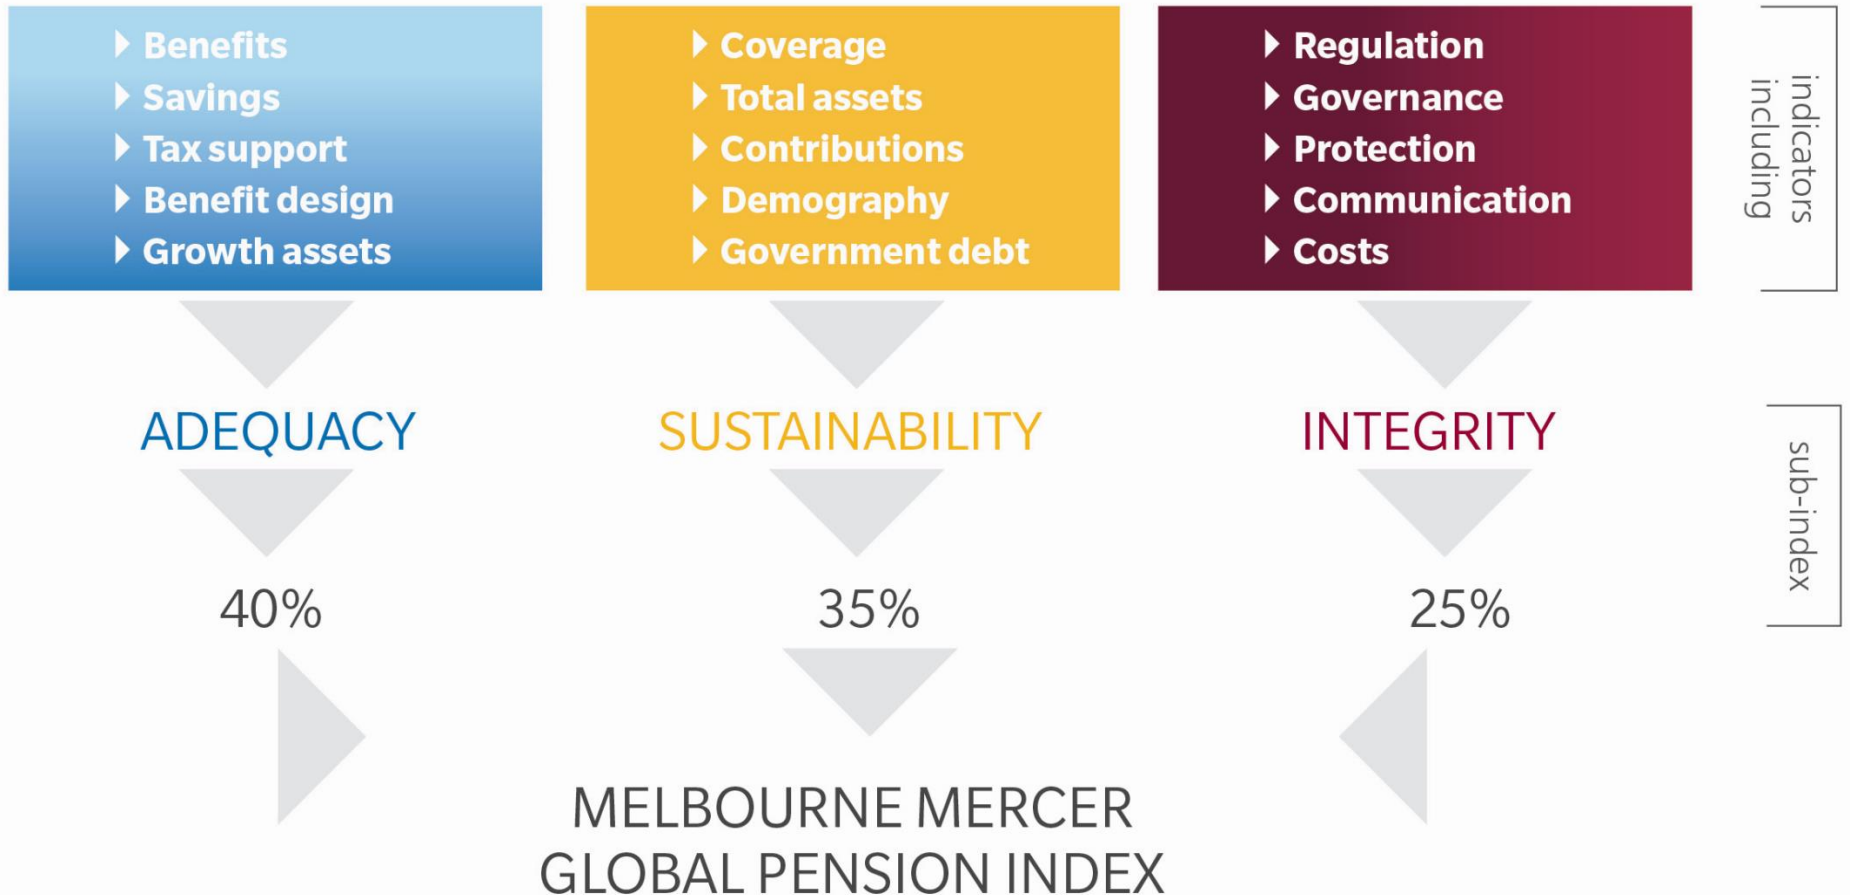 Benefits
Savings
Tax support
Benefit design
Growth assets
Coverage
Total assets
Contributions
Demography
Government debt
Regulation
Governance
Protection
Communication
Costs
indicators
including
ADEQUACY
SUSTAINABILITY
INTEGRITY
sub-index
40%
35%
25%
MELBOURNE MERCER
GLOBAL PENSION INDEX